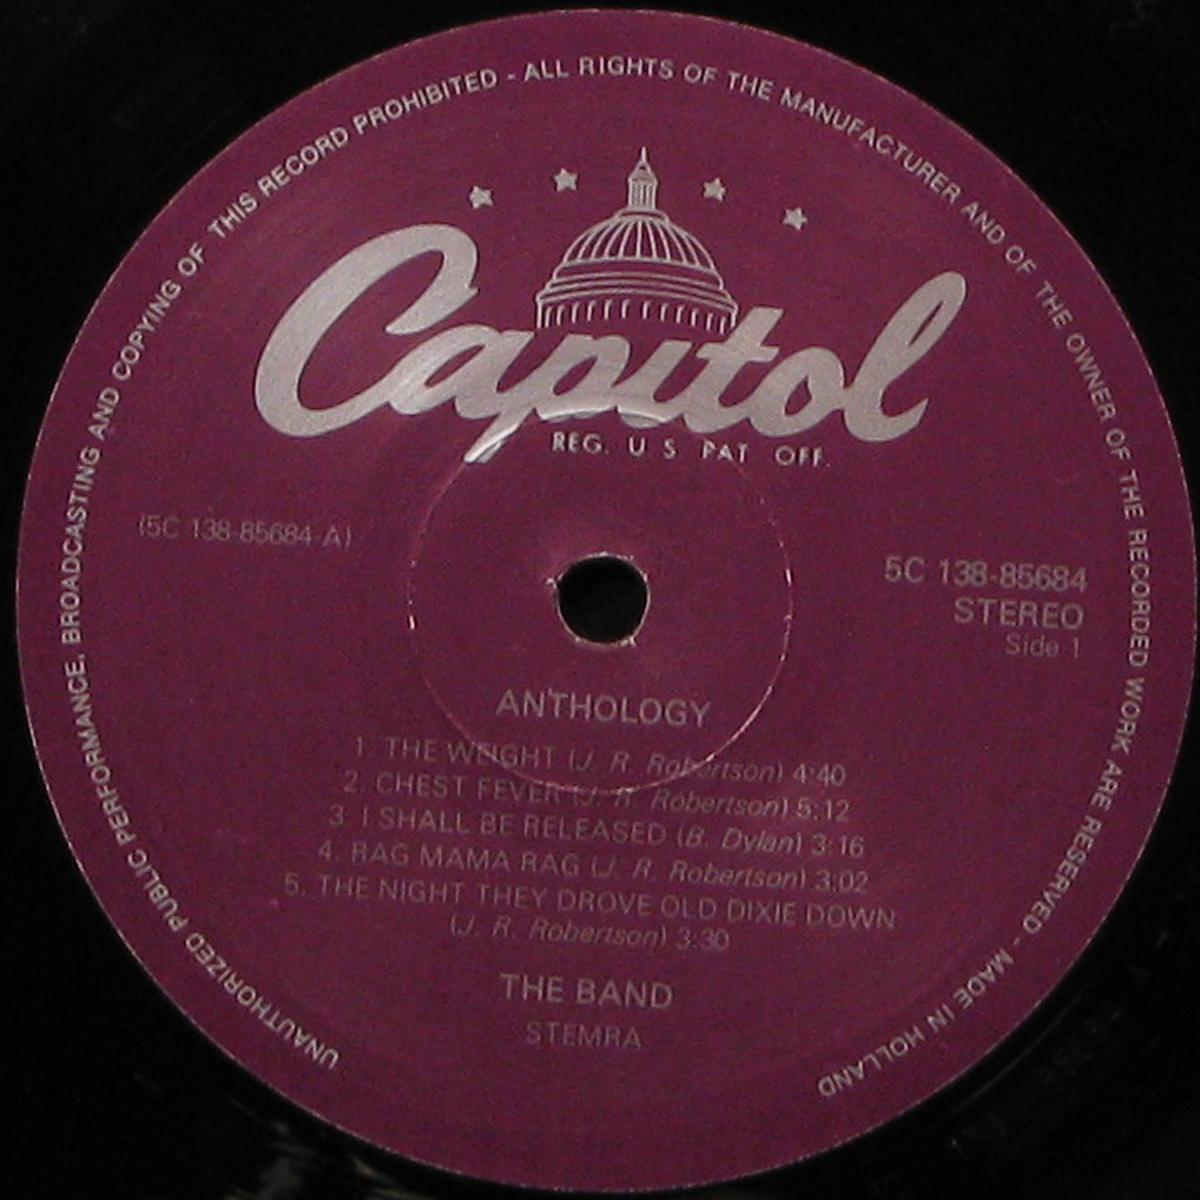 UNAUTHORIZED PUBLIC PERFORMANCE, BROADCASTING AND COPYING OF THIS RECORD PROHIBITED - ALL RIGHTS OF THE MANUFACTURER AND OF THE OWNER OF THE RECORDED WORK ARE RESERVED - MADE IN HOLLAND
Capitol
REG. U S PAT OFF.
(5C 138-85684-A)
5C 138-85684
STEREO
Side 1
ANTHOLOGY
1. THE WEIGHT (J. R. Robertson) 4:40
2. CHEST FEVER (J. R. Robertson) 5:12
3. I SHALL BE RELEASED (B. Dylan) 3:16
4. RAG MAMA RAG (J. R. Robertson) 3:02
5. THE NIGHT THEY DROVE OLD DIXIE DOWN
(J. R. Robertson) 3:30
THE BAND
STEMRA